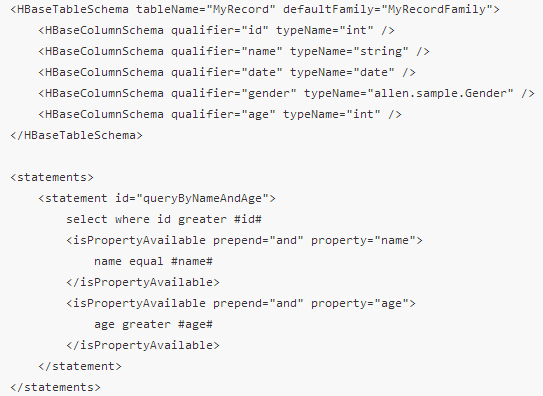 <HBaseTableSchema tableName="MyRecord" defaultFamily="MyRecordFamily">
    <HBaseColumnSchema qualifier="id" typeName="int" />
    <HBaseColumnSchema qualifier="name" typeName="string" />
    <HBaseColumnSchema qualifier="date" typeName="date" />
    <HBaseColumnSchema qualifier="gender" typeName="allen.sample.Gender" />
    <HBaseColumnSchema qualifier="age" typeName="int" />
</HBaseTableSchema>

<statements>
    <statement id="queryByNameAndAge">
        select where id greater #id#
        <isPropertyAvailable prepend="and" property="name">
            name equal #name#
        </isPropertyAvailable>
        <isPropertyAvailable prepend="and" property="age">
            age greater #age#
        </isPropertyAvailable>
    </statement>
</statements>